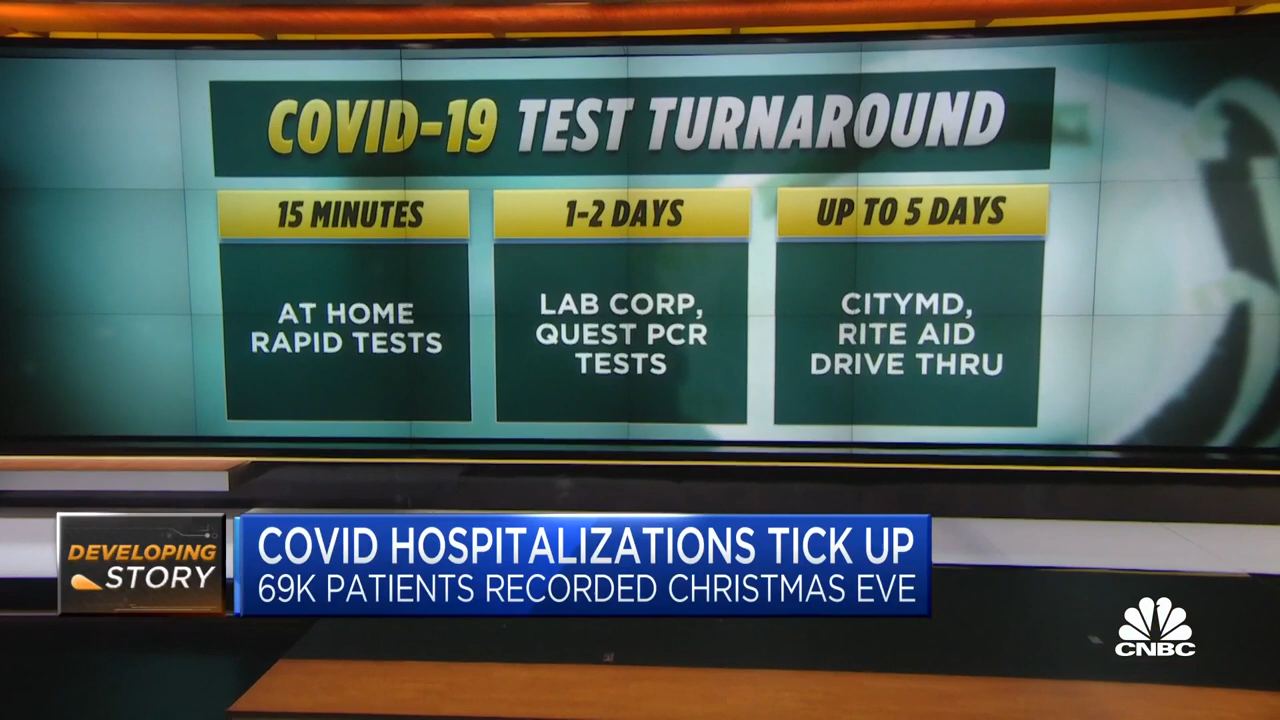 COVID-19 TEST TURNAROUND
15 MINUTES
AT HOME
RAPID TESTS
1-2 DAYS
LAB CORP,
QUEST PCR
TESTS
UP TO 5 DAYS
CITYMD,
RITE AID
DRIVE THRU
DEVELOPING
STORY
COVID HOSPITALIZATIONS TICK UP
69K PATIENTS RECORDED CHRISTMAS EVE
CNBC